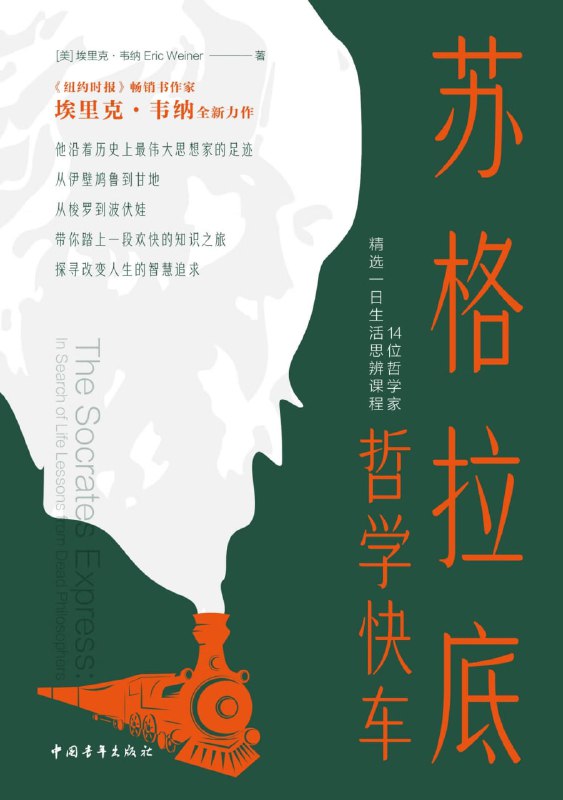 [美] 埃里克·韦纳 Eric Weiner ——— 著
《纽约时报》畅销书作家
埃里克·韦纳全新力作
他沿着历史上最伟大思想家的足迹
从伊壁鸠鲁到甘地
从梭罗到波伏娃
带你踏上一段欢快的知识之旅
探寻改变人生的智慧追求
苏格拉底
哲学快车
14位哲学家
精选一日生活思辨课程
The Socrates Express:
In Search of Life Lessons from Dead Philosophers
中国青年出版社